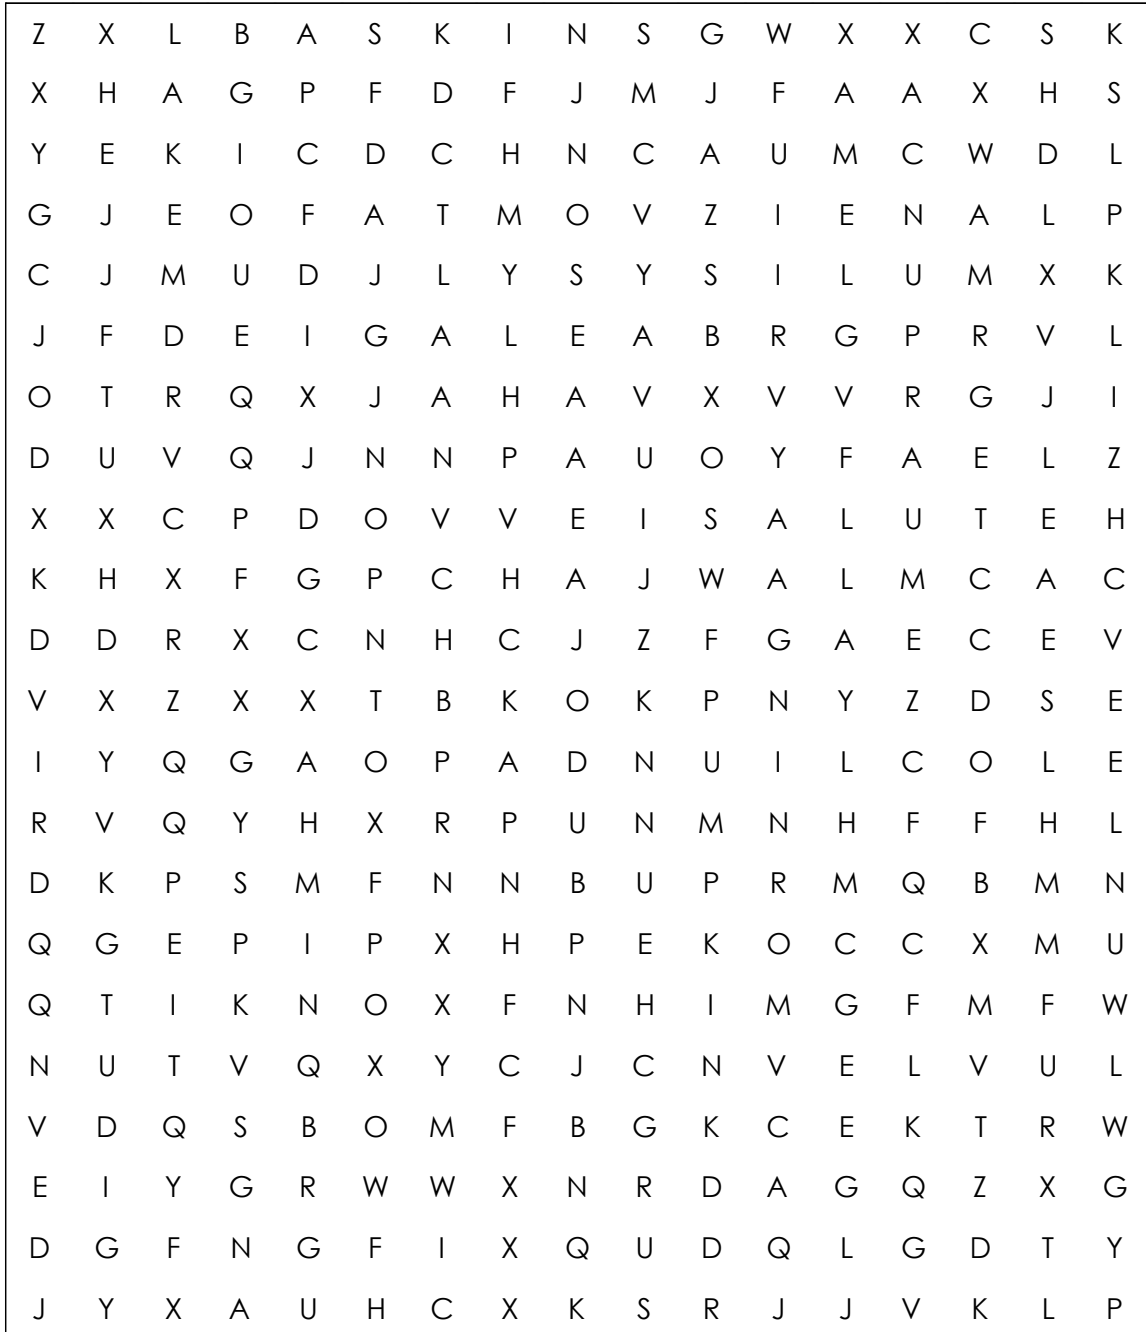 Z X L B A S K I N S G W X X C S K
X H A G P F D F J M J F A A X H S
Y E K I C D C H N C A U M C W D L
G J E O F A T M O V Z I E N A L P
C J M U D J L Y S Y S I L U M X K
J F D E I G A L E A B R G P R V L
O T R Q X J A H A V X V V R G J I
D U V Q J N N P A U O Y F A E L Z
X X C P D O V V E I S A L U T E H
K H X F G P C H A J W A L M C A C
D D R X C N H C J Z F G A E C E V
V X Z X X T B K O K P N Y Z D S E
I Y Q G A O P A D N U I L C O L E
R V Q Y H X R P U N M N H F F H L
D K P S M F N N B U P R M Q B M N
Q G E P I P X H P E K O C C X M U
Q T I K N O X F N H I M G F M F W
N U T V Q X Y C J C N V E L V U L
V D Q S B O M F B G K C E K T R W
E I Y G R W W X N R D A G Q Z X G
D G F N G F I X Q U D Q L G D T Y
J Y X A U H C X K S R J J V K L P